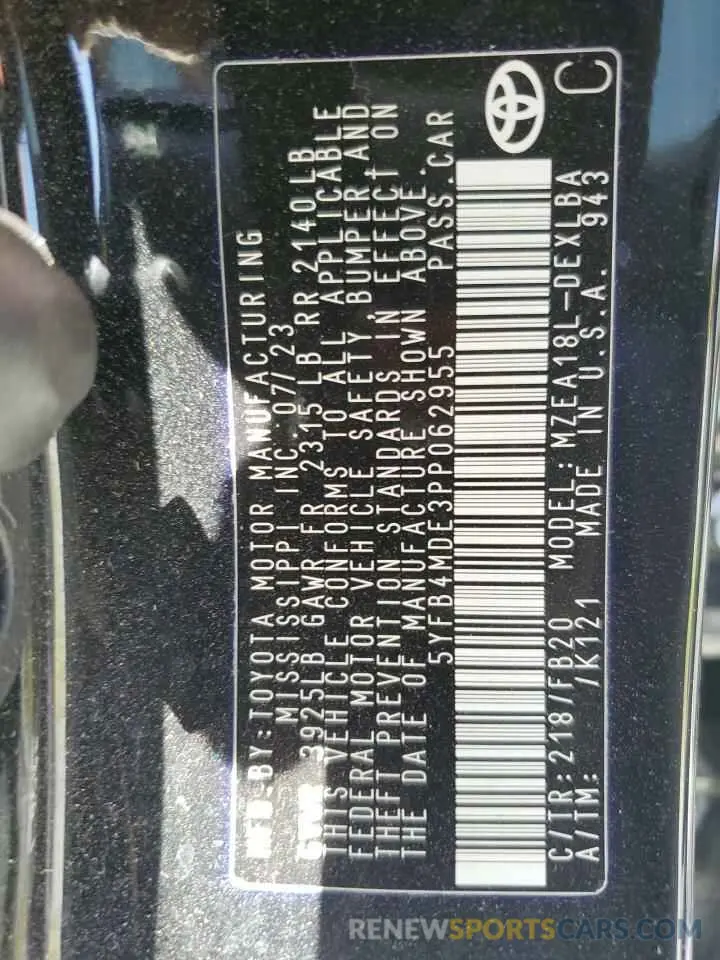 MFD.BY:TOYOTA MOTOR MANUFACTURING
MISSISSIPPI INC. 07/23
GVWR 3925LB GAWR FR 2315 LB RR 2140LB
THIS VEHICLE CONFORMS TO ALL APPLICABLE
FEDERAL MOTOR VEHICLE SAFETY, BUMPER AND
THEFT PREVENTION STANDARDS IN EFFECT ON
THE DATE OF MANUFACTURE SHOWN ABOVE.
5YFB4MDE3PP062955 PASS.CAR
C/TR:218/FB20 MODEL:MZEA18L-DEXLBA
A/TM: /K121 MADE IN U.S.A. 943
C
RENEWSPORTSCARS.COM